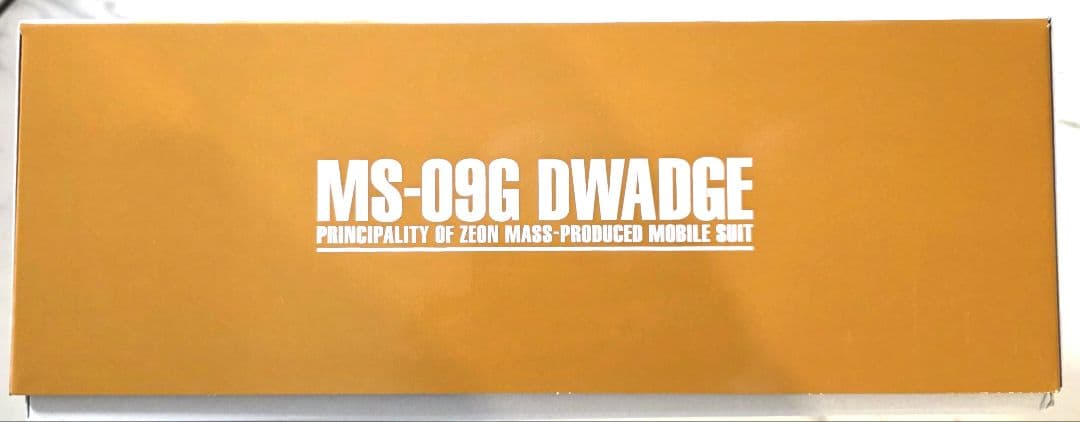 MS-09G DWADGE
PRINCIPALITY OF ZEON MASS-PRODUCED MOBILE SUIT